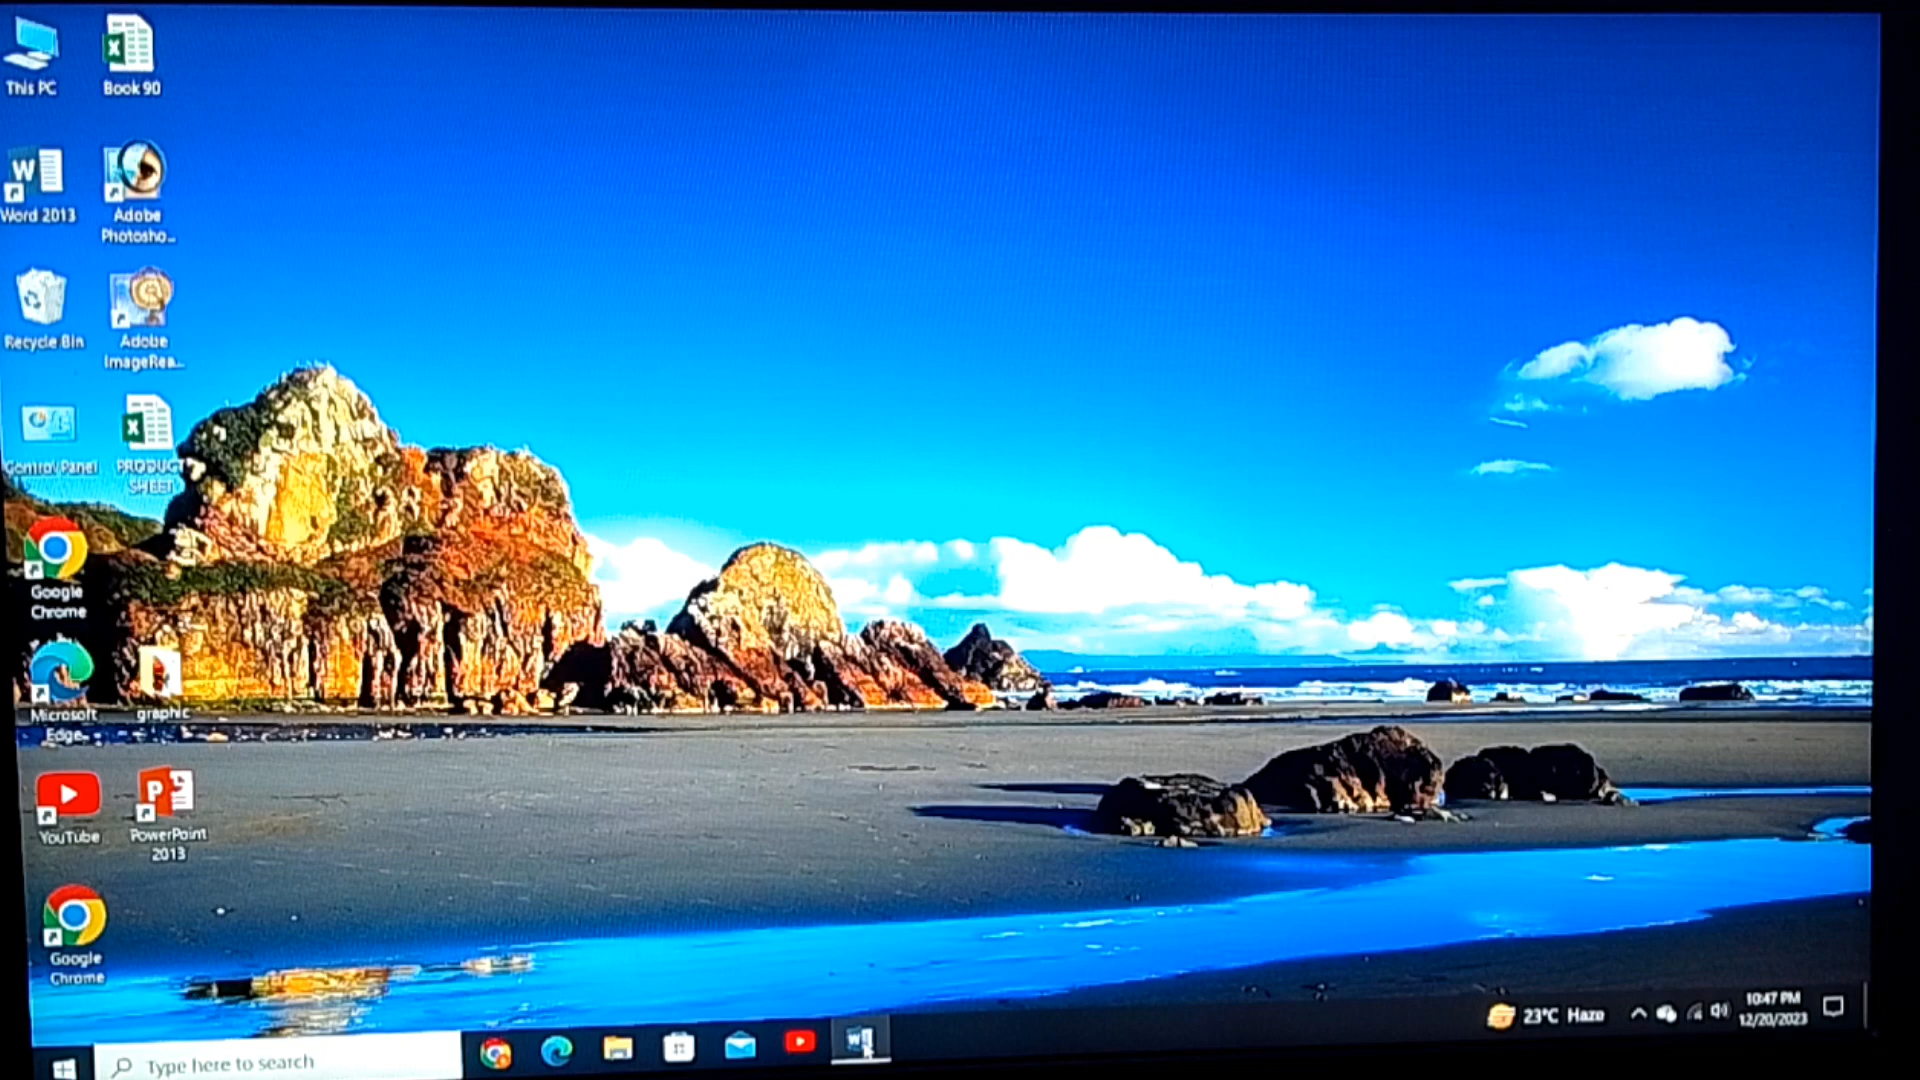 This PC
Book 90
Word 2013
Adobe
Photosho...
Recycle Bin
Adobe
ImageRea...
Control Panel
PRODUCT
SHEET
Google
Chrome
Microsoft
Edge
graphic
YouTube
PowerPoint
2013
Google
Chrome
Type here to search
23°C Haze
10:47 PM
12/20/2023